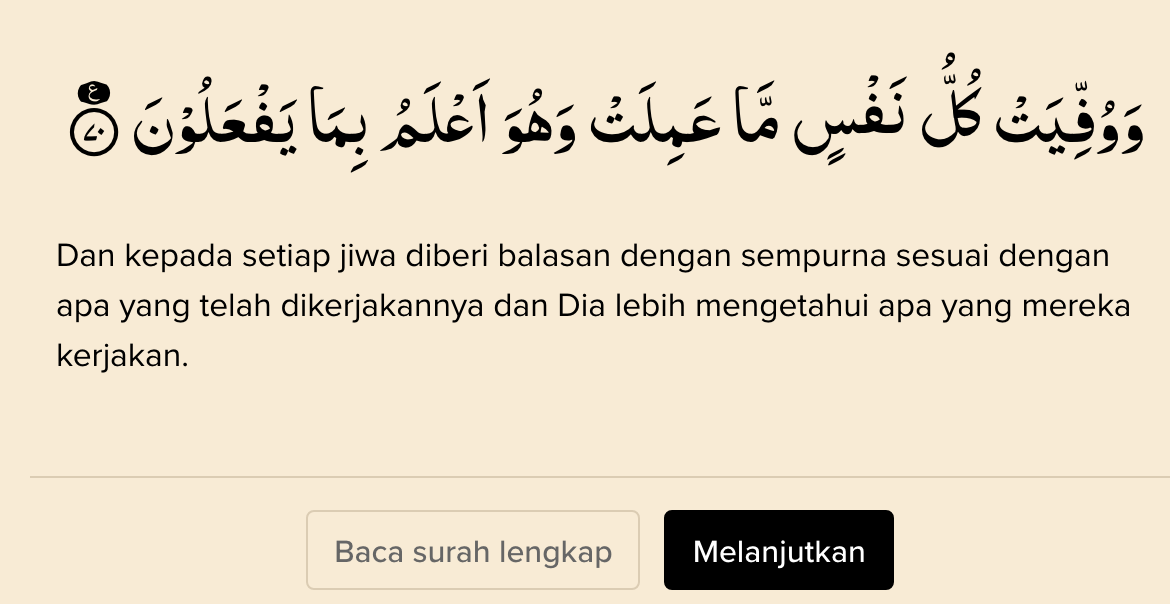 وَوُفِّيَتْ كُلُّ نَفْسٍ مَّا عَمِلَتْ وَهُوَ اَعْلَمُ بِمَا يَفْعَلُوْنَ ࣖ ٧٠
Dan kepada setiap jiwa diberi balasan dengan sempurna sesuai dengan
apa yang telah dikerjakannya dan Dia lebih mengetahui apa yang mereka
kerjakan.
Baca surah lengkap
Melanjutkan